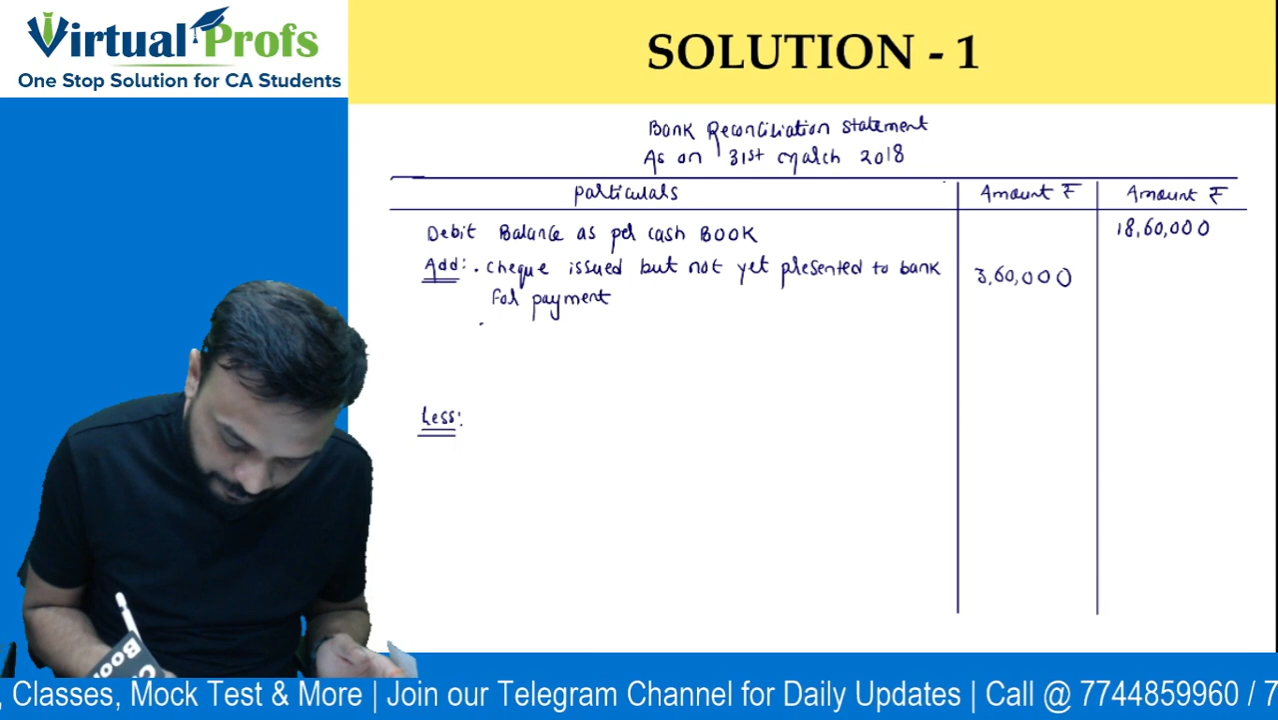 Virtual Profs
One Stop Solution for CA Students
SOLUTION - 1
Bank Reconciliation Statement
As on 31st March 2018
Particulars
Amount ₹
Amount ₹
Debit Balance as per cash BOOK
18,60,000
Add: . Cheque issued but not yet presented to bank
3,60,000
For payment
Less:
, Classes, Mock Test & More | Join our Telegram Channel for Daily Updates | Call @ 7744859960 / 7